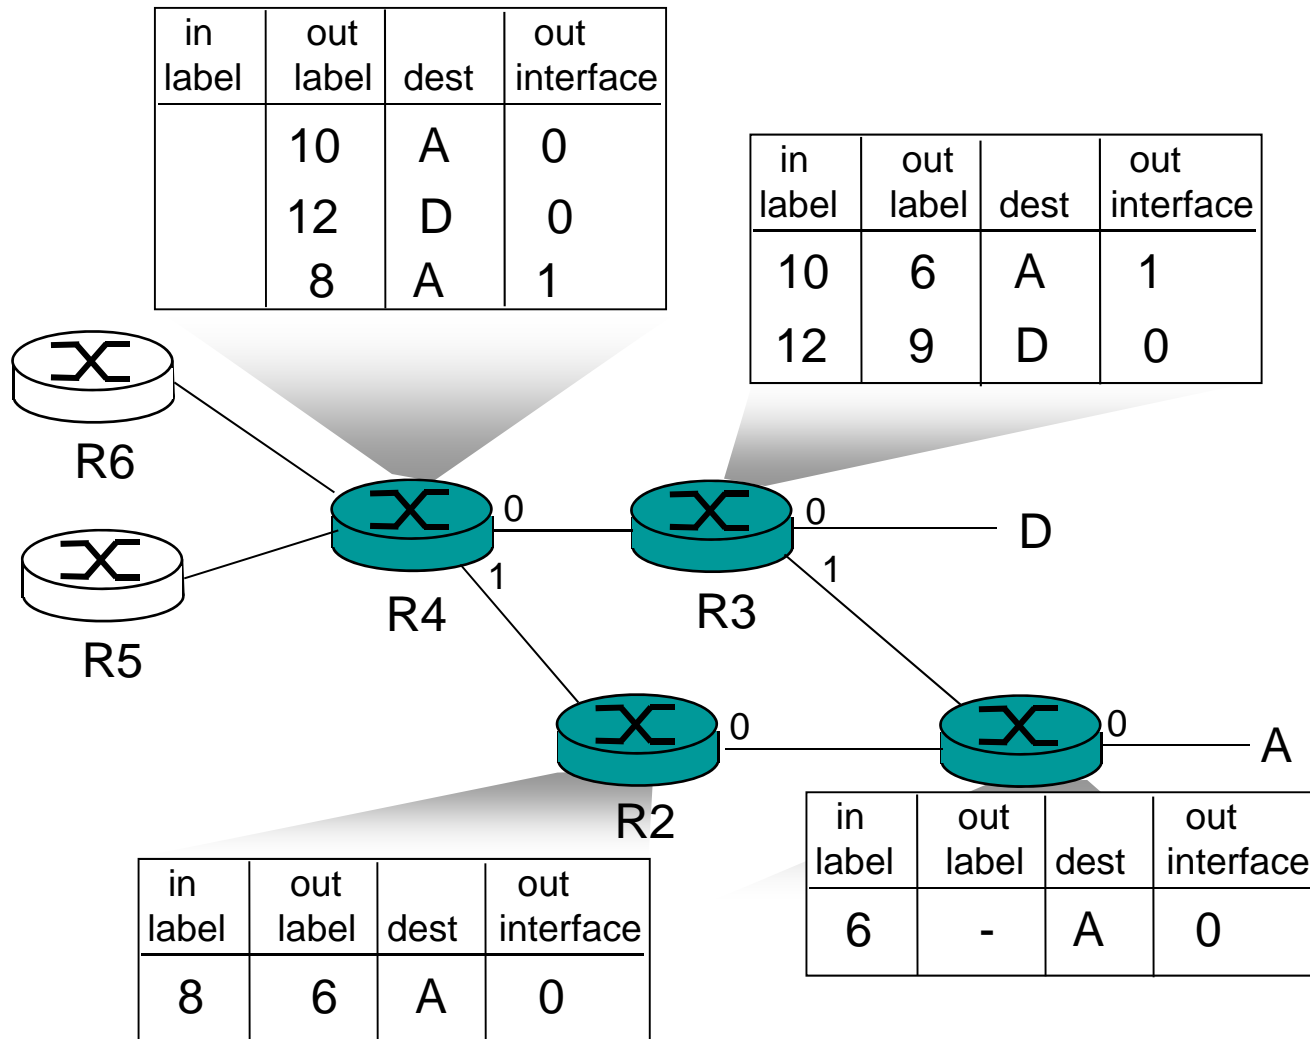 in out out
label label dest interface
10 A 0
12 D 0
8 A 1
in out out
label label dest interface
10 6 A 1
12 9 D 0
R6
0
0
D
1
1
R4
R3
R5
0
0
A
R2
in out out
label label dest interface
6 - A 0
in out out
label label dest interface
8 6 A 0